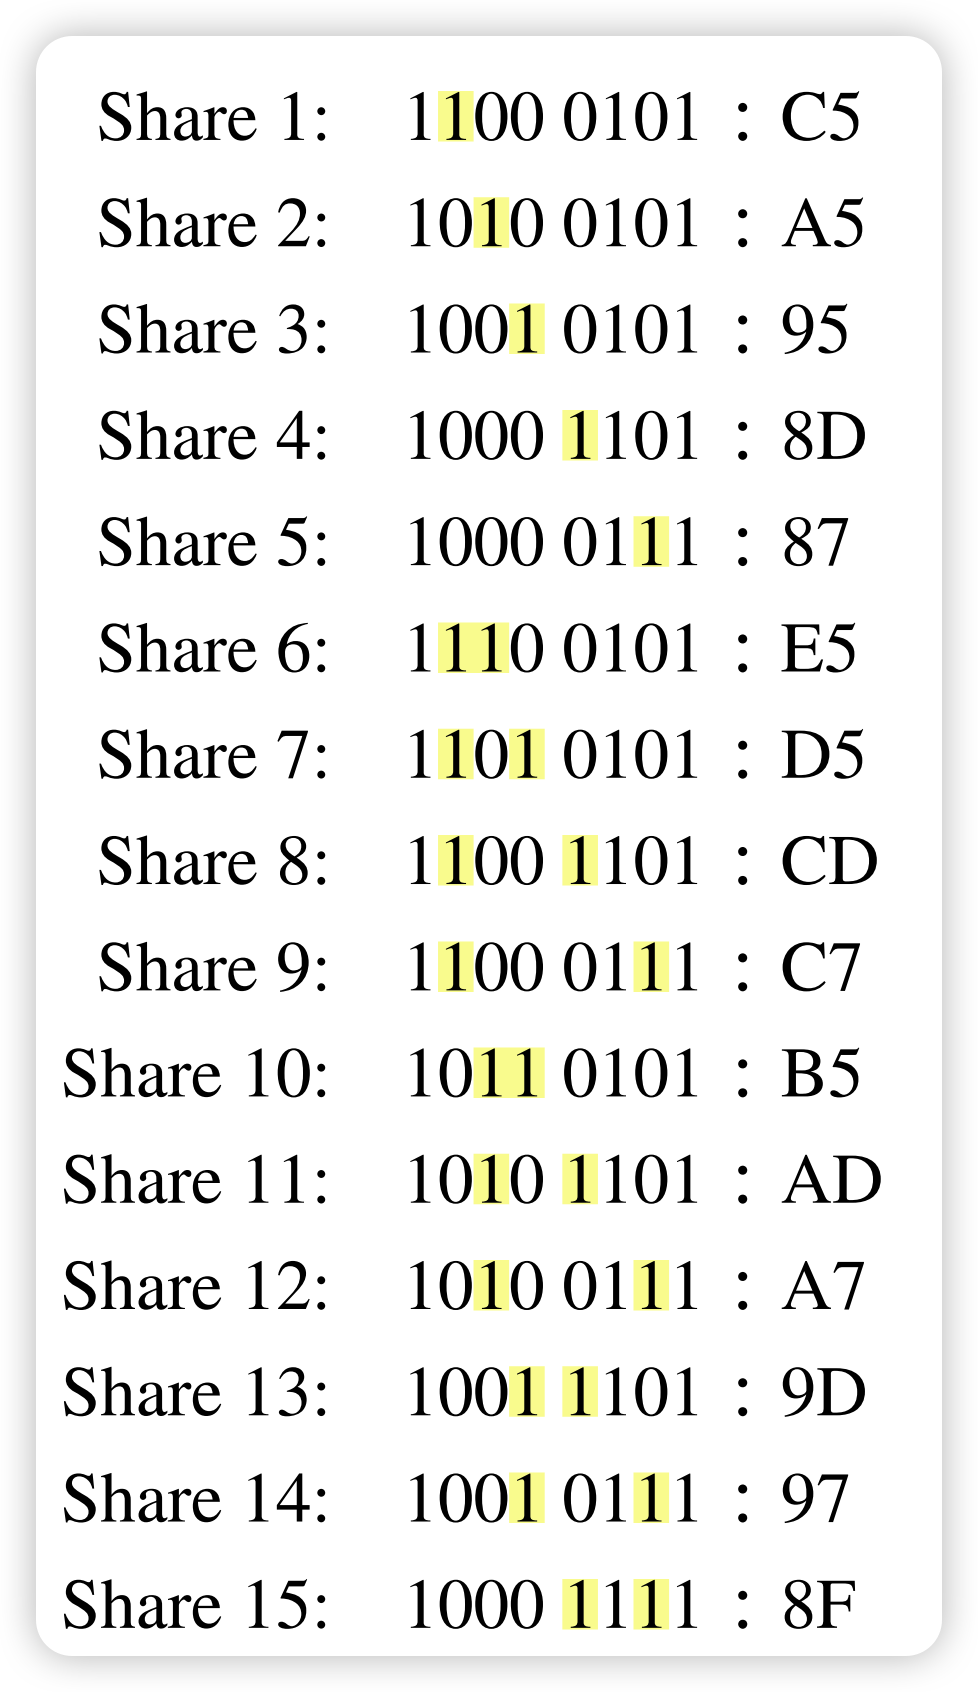 Share 1: 1100 0101 : C5
Share 2: 1010 0101 : A5
Share 3: 1001 0101 : 95
Share 4: 1000 1101 : 8D
Share 5: 1000 0111 : 87
Share 6: 1110 0101 : E5
Share 7: 1101 0101 : D5
Share 8: 1100 1101 : CD
Share 9: 1100 0111 : C7
Share 10: 1011 0101 : B5
Share 11: 1010 1101 : AD
Share 12: 1010 0111 : A7
Share 13: 1001 1101 : 9D
Share 14: 1001 0111 : 97
Share 15: 1000 1111 : 8F